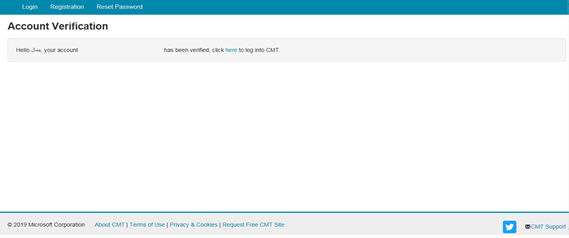 Login Registration Reset Password
Account Verification
Hello جمال, your account has been verified, click here to log into CMT.
© 2019 Microsoft Corporation About CMT | Terms of Use | Privacy & Cookies | Request Free CMT Site CMT Support